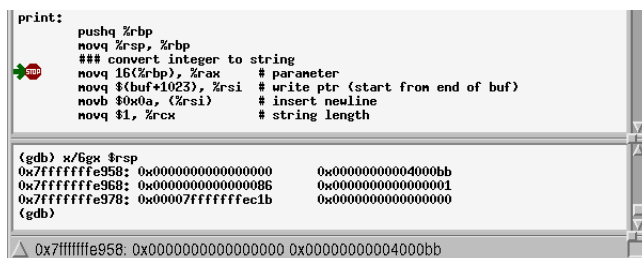 print:
pushq %rbp
movq %rsp, %rbp
### convert integer to string
STOP movq 16(%rbp), %rax # parameter
movq $(buf+1023), %rsi # write ptr (start from end of buf)
movb $0x0a, (%rsi) # insert newline
movq $1, %rcx # string length
(gdb) x/6gx $rsp
0x7fffffffe958: 0x0000000000000000 0x00000000004000bb
0x7fffffffe968: 0x0000000000000086 0x0000000000000001
0x7fffffffe978: 0x00007fffffffec1b 0x0000000000000000
(gdb)
0x7fffffffe958: 0x0000000000000000 0x00000000004000bb